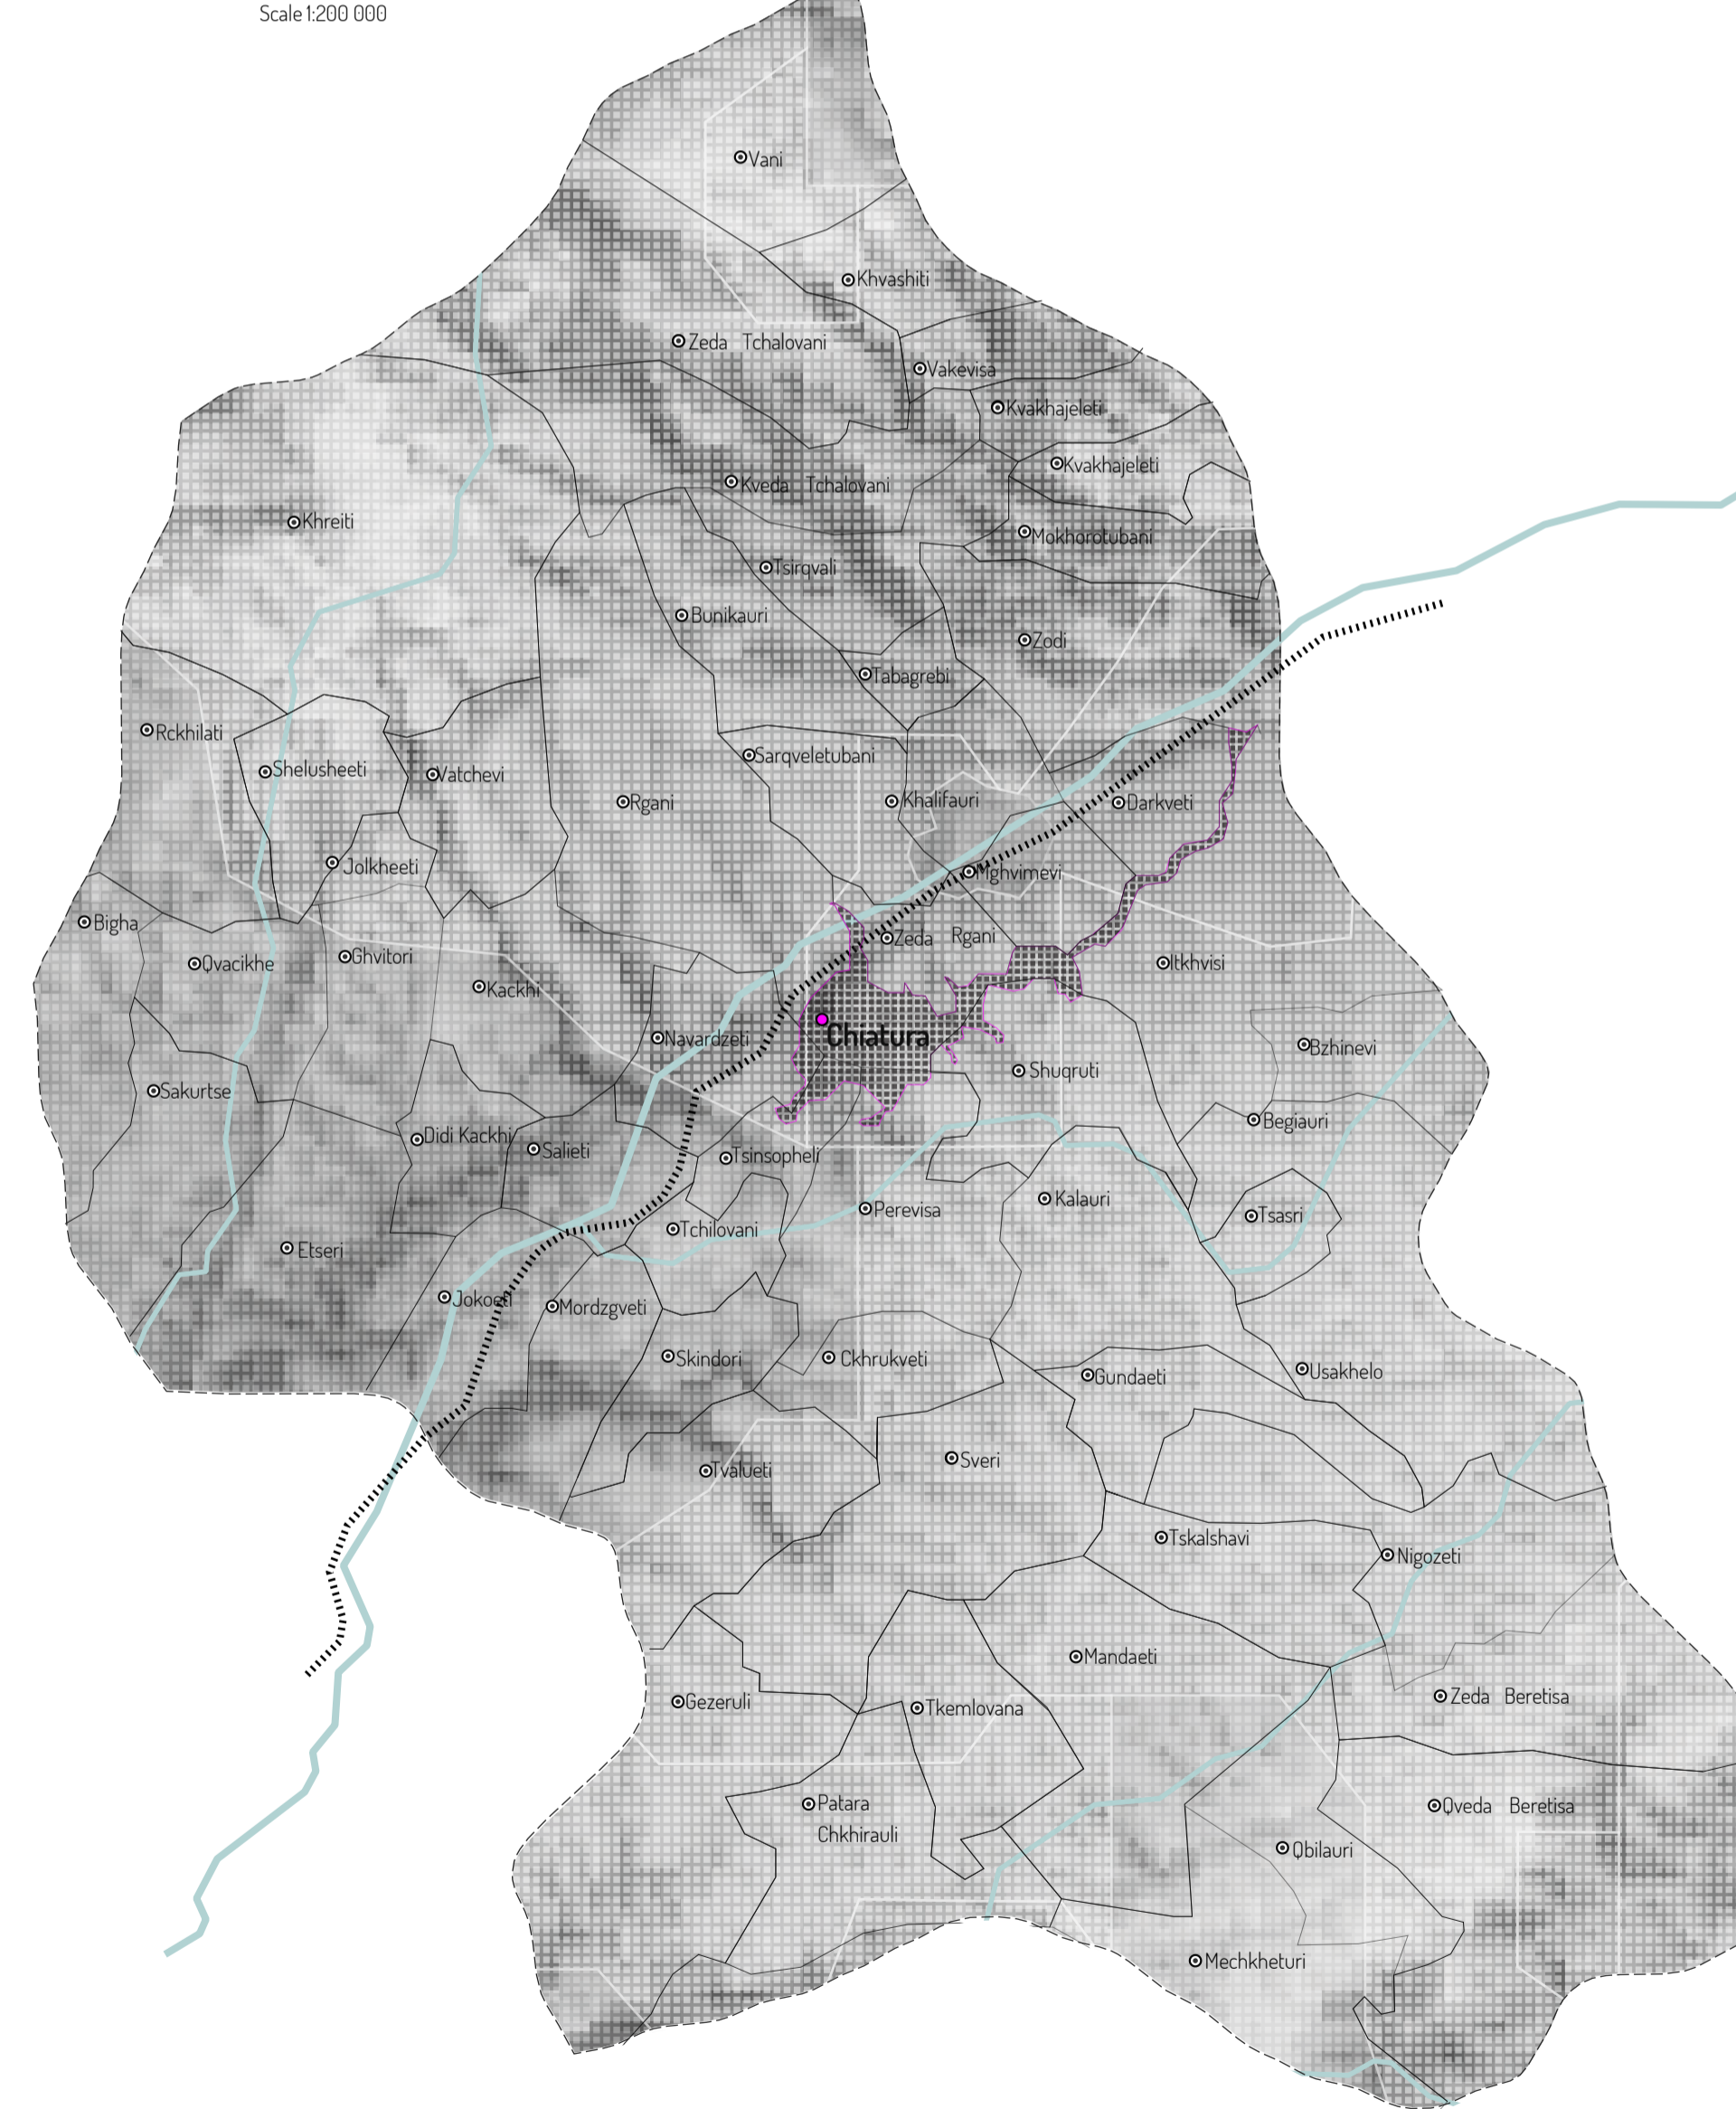 Scale 1:200 000
Vani
Khvashiti
Zeda Tchalovani
Vakevisa
Kvakhajeleti
Kvakhajeleti
Kveda Tchalovani
Khreiti
Mokhorotubani
Tsirqvali
Bunikauri
Zodi
Tabagrebi
Rckhilati
Sarqveletubani
Shelusheeti
Vatchevi
Rgani
Khalifauri
Darkveti
Jolkheeti
Mghvimevi
Bigha
Zeda Rgani
Ghvitori
Qvacikhe
Itkhvisi
Kackhi
Chiatura
Navardzeti
Bzhinevi
Shuqruti
Sakurtse
Begiauri
Didi Kackhi
Salieti
Tsinsopheli
Kalauri
Perevisa
Tsasri
Tchilovani
Etseri
Jokoeti
Mordzgveti
Skindori
Ckhrukveti
Gundaeti
Usakhelo
Sveri
Tvalueti
Tskalshavi
Nigozeti
Mandaeti
Zeda Beretisa
Gezeruli
Tkemlovana
Patara
Chkhirauli
Qveda Beretisa
Qbilauri
Mechkheturi